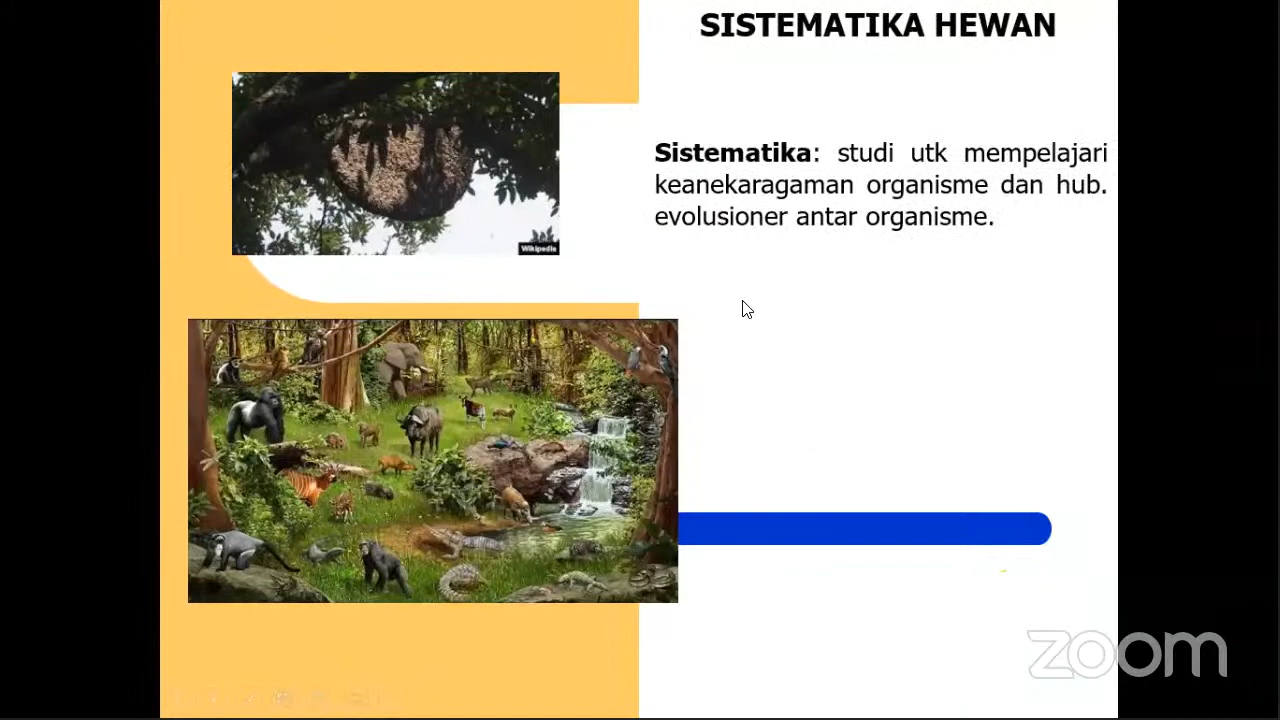 SISTEMATIKA HEWAN
Wikipedia
Sistematika: studi utk mempelajari
keanekaragaman organisme dan hub.
evolusioner antar organisme.
zoom